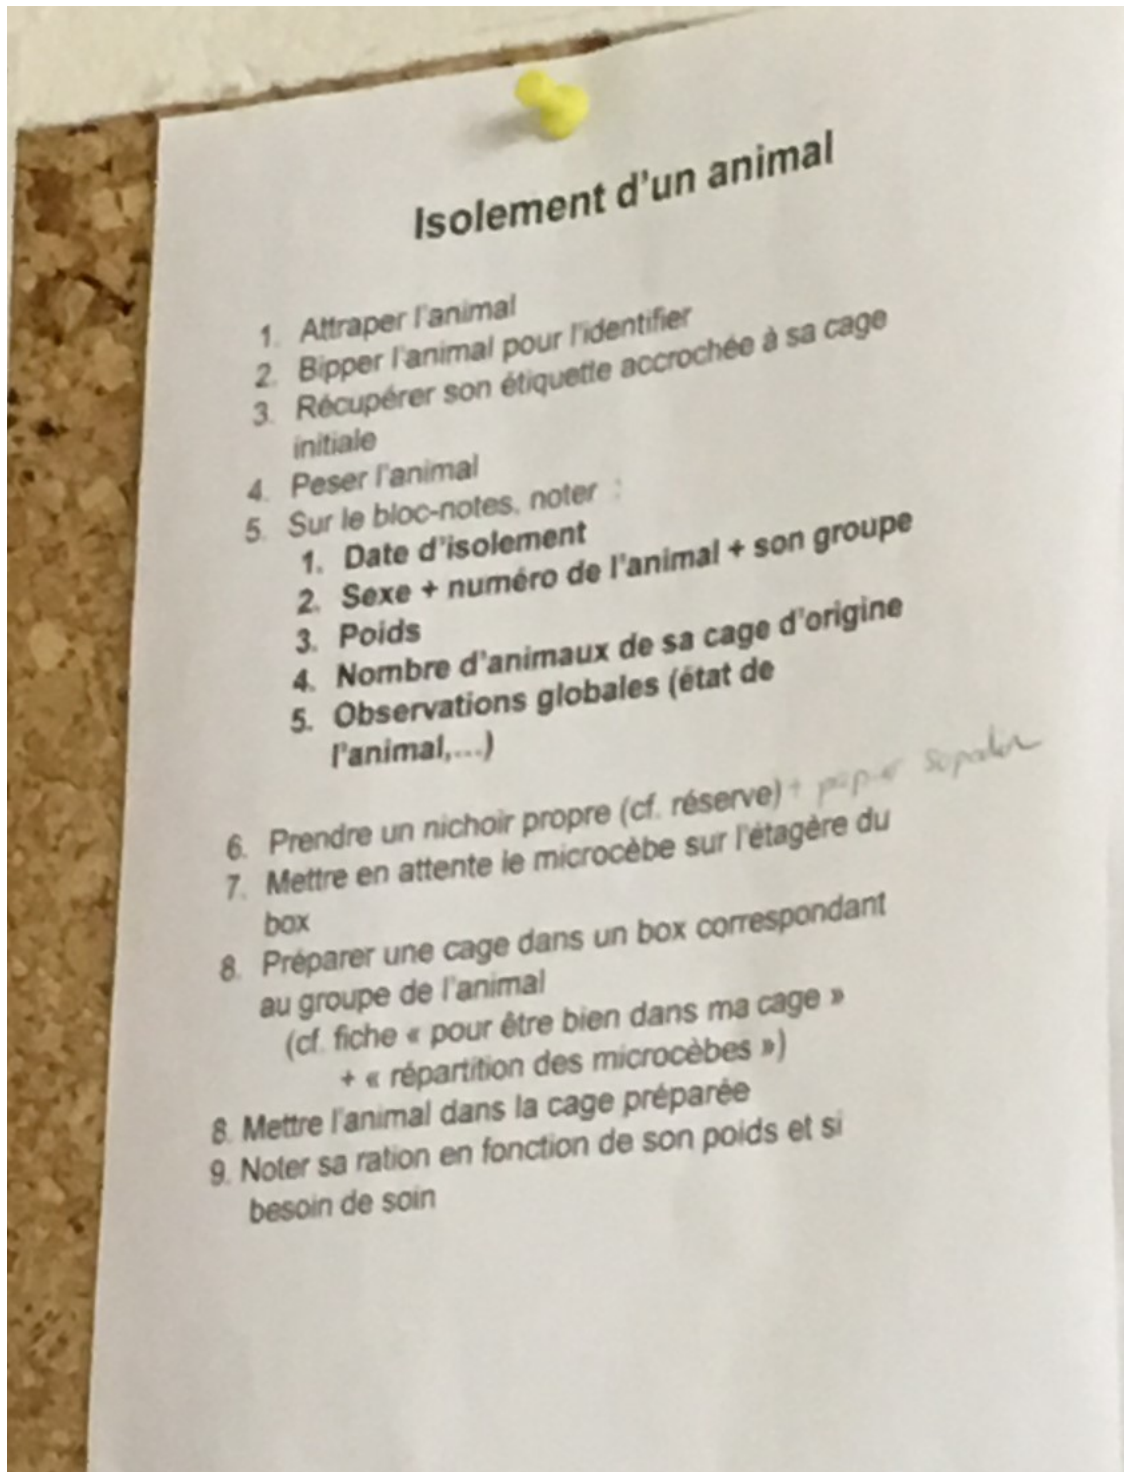 Isolement d'un animal
1. Attraper l'animal
2. Bipper l'animal pour l'identifier
3. Récupérer son étiquette accrochée à sa cage
initiale
4. Peser l'animal
5. Sur le bloc-notes, noter :
1. Date d'isolement
2. Sexe + numéro de l'animal + son groupe
3. Poids
4. Nombre d'animaux de sa cage d'origine
5. Observations globales (état de
l'animal,...)
6. Prendre un nichoir propre (cf. réserve) + papier
7. Mettre en attente le microcèbe sur l'étagère du
box
8. Préparer une cage dans un box correspondant
au groupe de l'animal
(cf. fiche « pour être bien dans ma cage »
+ « répartition des microcèbes »)
8. Mettre l'animal dans la cage préparée
9. Noter sa ration en fonction de son poids et si
besoin de soin